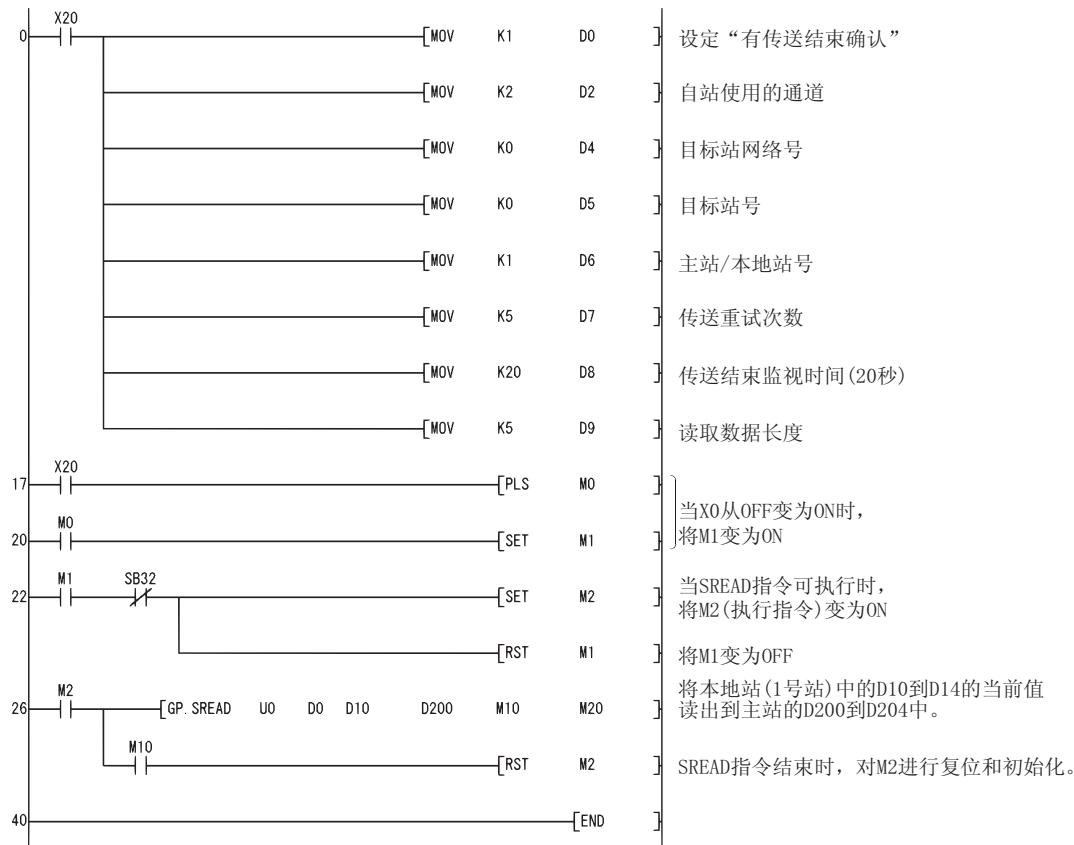 X20
0 [MOV K1 D0 ] 设定“有传送结束确认”
[MOV K2 D2 ] 自站使用的通道
[MOV K0 D4 ] 目标站网络号
[MOV K0 D5 ] 目标站号
[MOV K1 D6 ] 主站/本地站号
[MOV K5 D7 ] 传送重试次数
[MOV K20 D8 ] 传送结束监视时间(20秒)
[MOV K5 D9 ] 读取数据长度
X20
17 [PLS M0 ]
当X0从OFF变为ON时，
将M1变为ON
M0
20 [SET M1 ]
M1 SB32
22 [SET M2 ]
当SREAD指令可执行时，
将M2(执行指令)变为ON
[RST M1 ] 将M1变为OFF
M2
26 [GP.SREAD U0 D0 D10 D200 M10 M20 ]
将本地站(1号站)中的D10到D14的当前值
读出到主站的D200到D204中。
M10
[RST M2 ] SREAD指令结束时，对M2进行复位和初始化。
40 [END ]